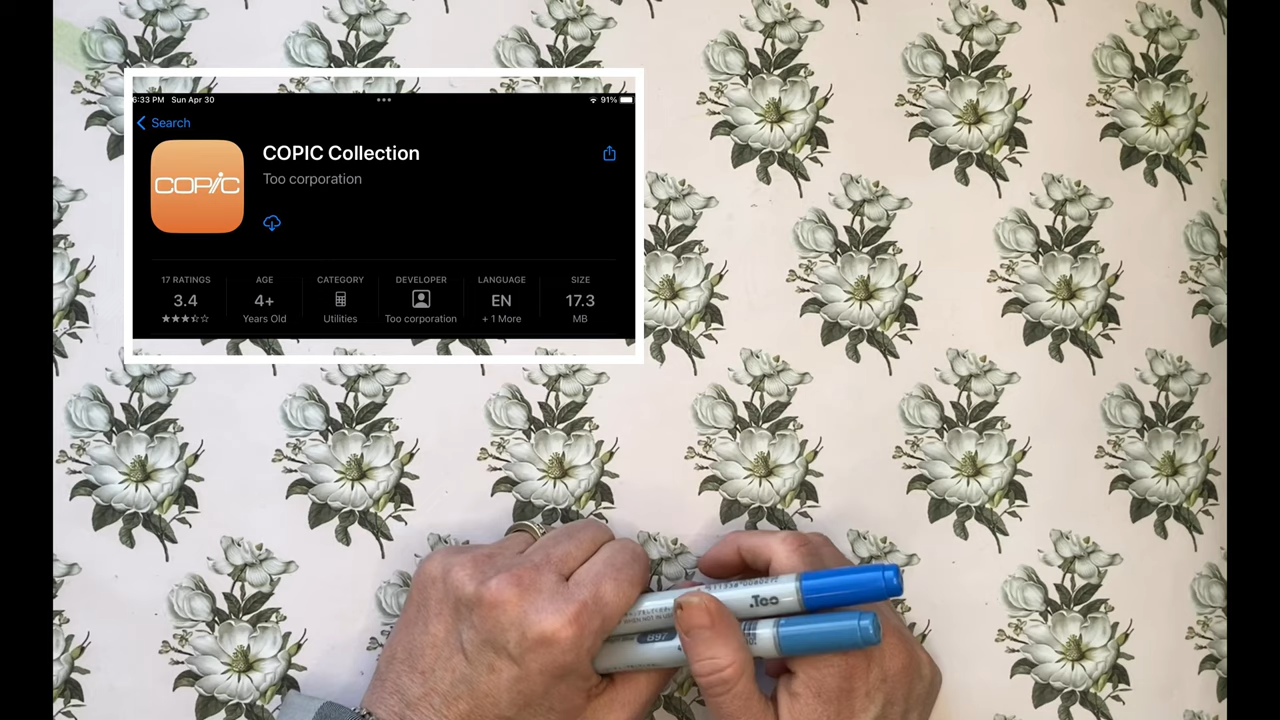 6:33 PM Sun Apr 30
91%
Search
COPIC
COPIC Collection
Too corporation
17 RATINGS
3.4
AGE
4+
Years Old
CATEGORY
Utilities
DEVELOPER
Too corporation
LANGUAGE
EN
+ 1 More
SIZE
17.3
MB
Too.
B97